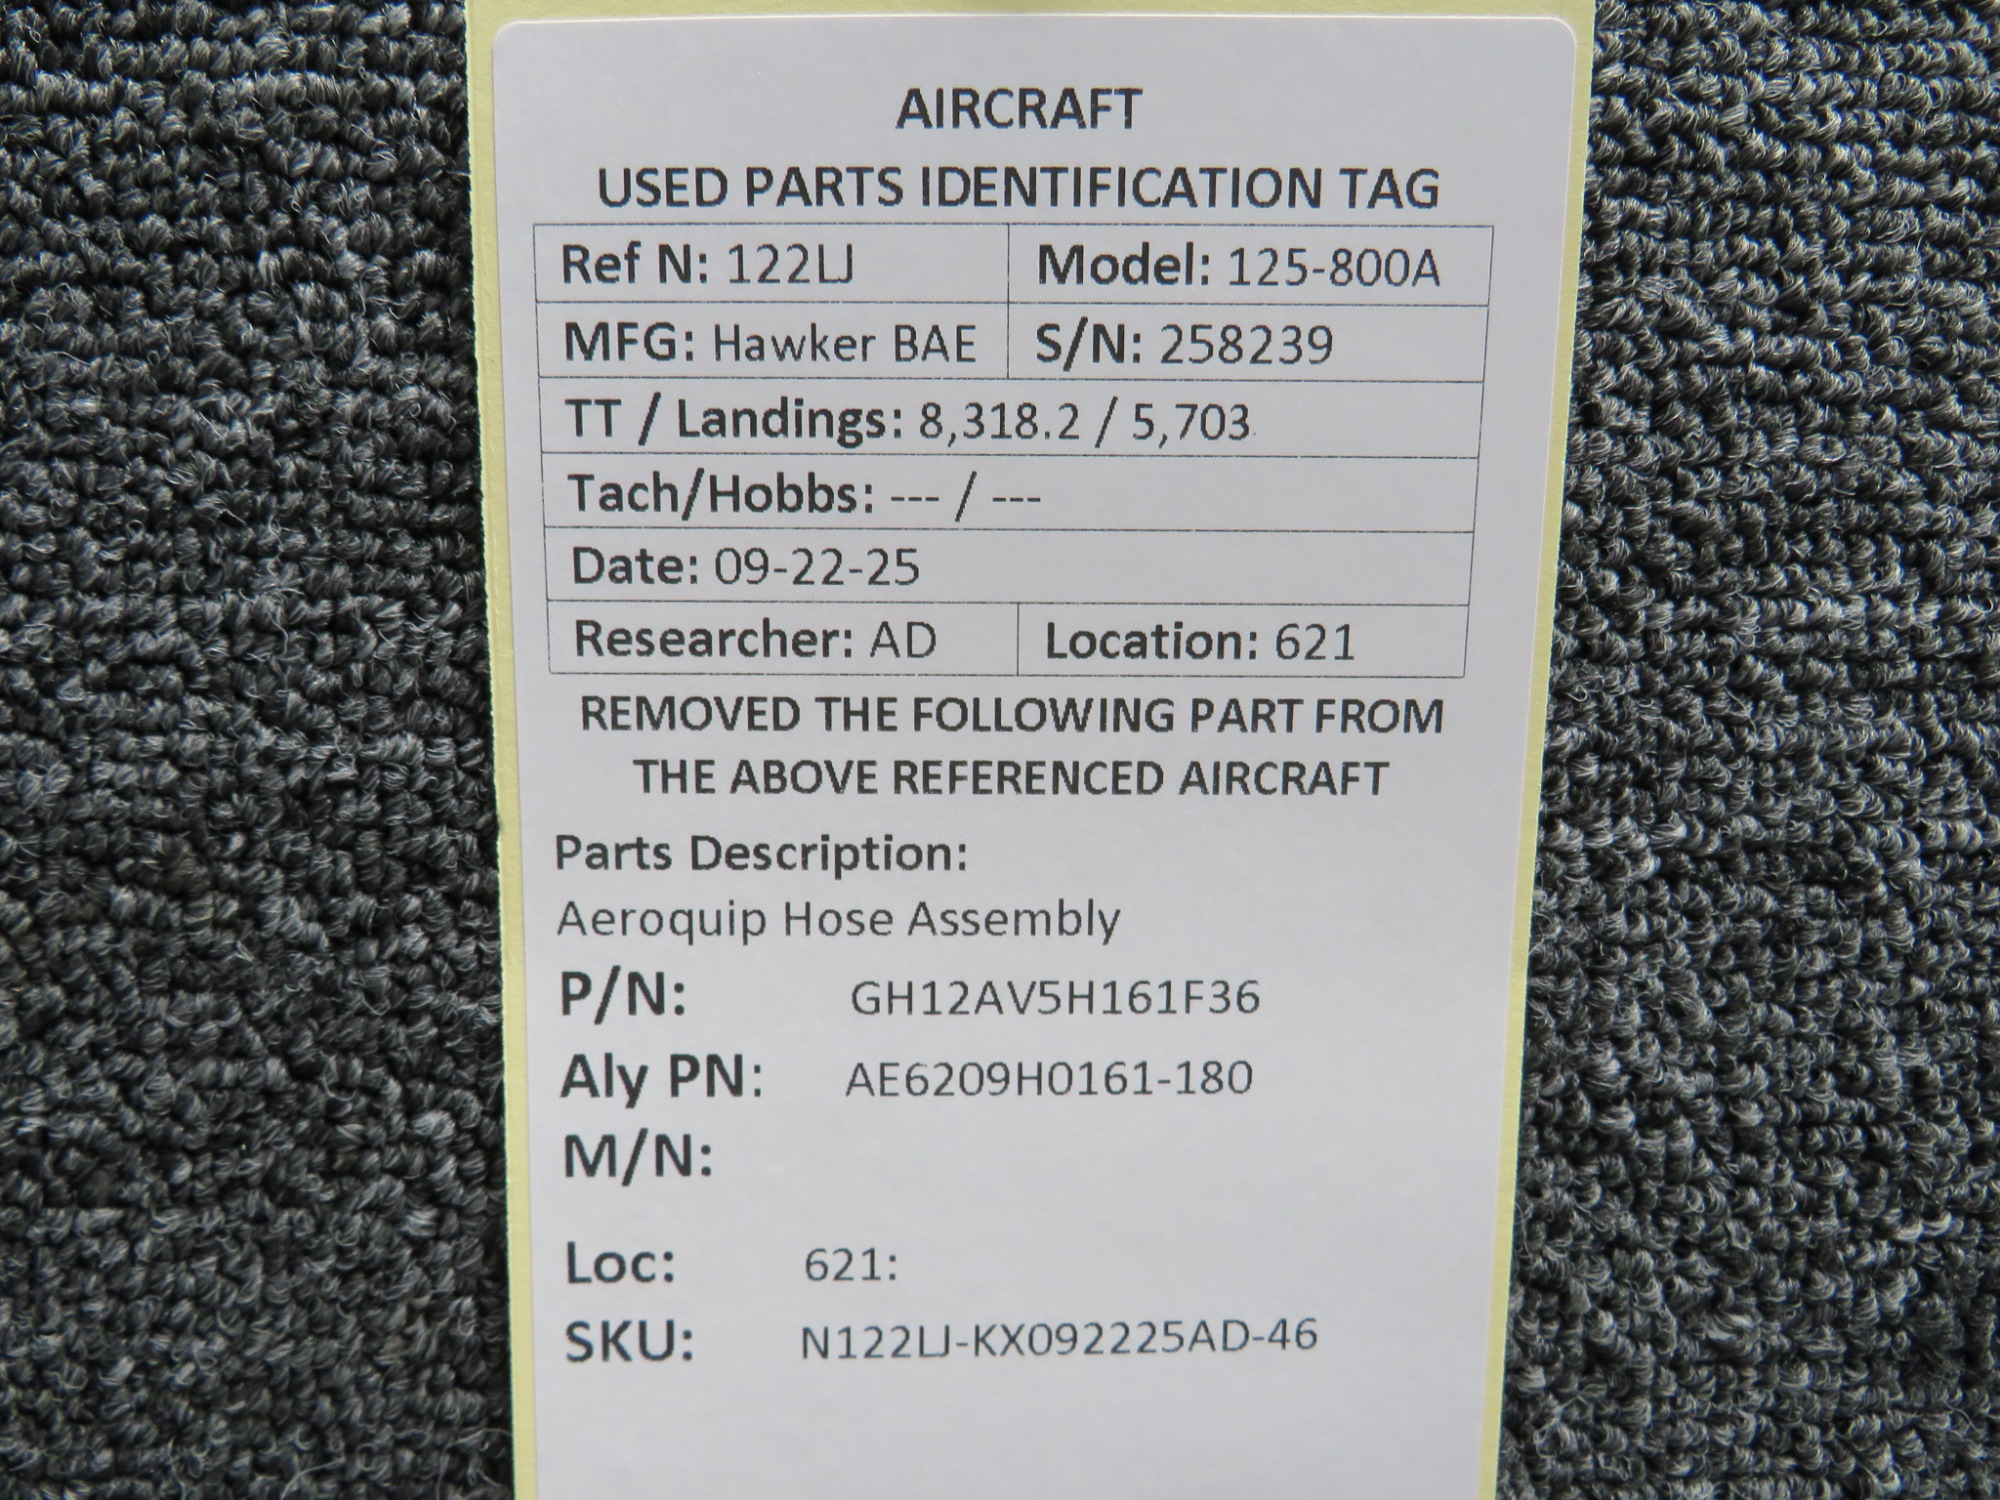 AIRCRAFT
USED PARTS IDENTIFICATION TAG
Ref N: 122LJ Model: 125-800A
MFG: Hawker BAE S/N: 258239
TT / Landings: 8,318.2 / 5,703
Tach/Hobbs: --- / ---
Date: 09-22-25
Researcher: AD Location: 621
REMOVED THE FOLLOWING PART FROM
THE ABOVE REFERENCED AIRCRAFT
Parts Description:
Aeroquip Hose Assembly
P/N: GH12AV5H161F36
Aly PN: AE6209H0161-180
M/N:
Loc: 621:
SKU: N122LJ-KX092225AD-46